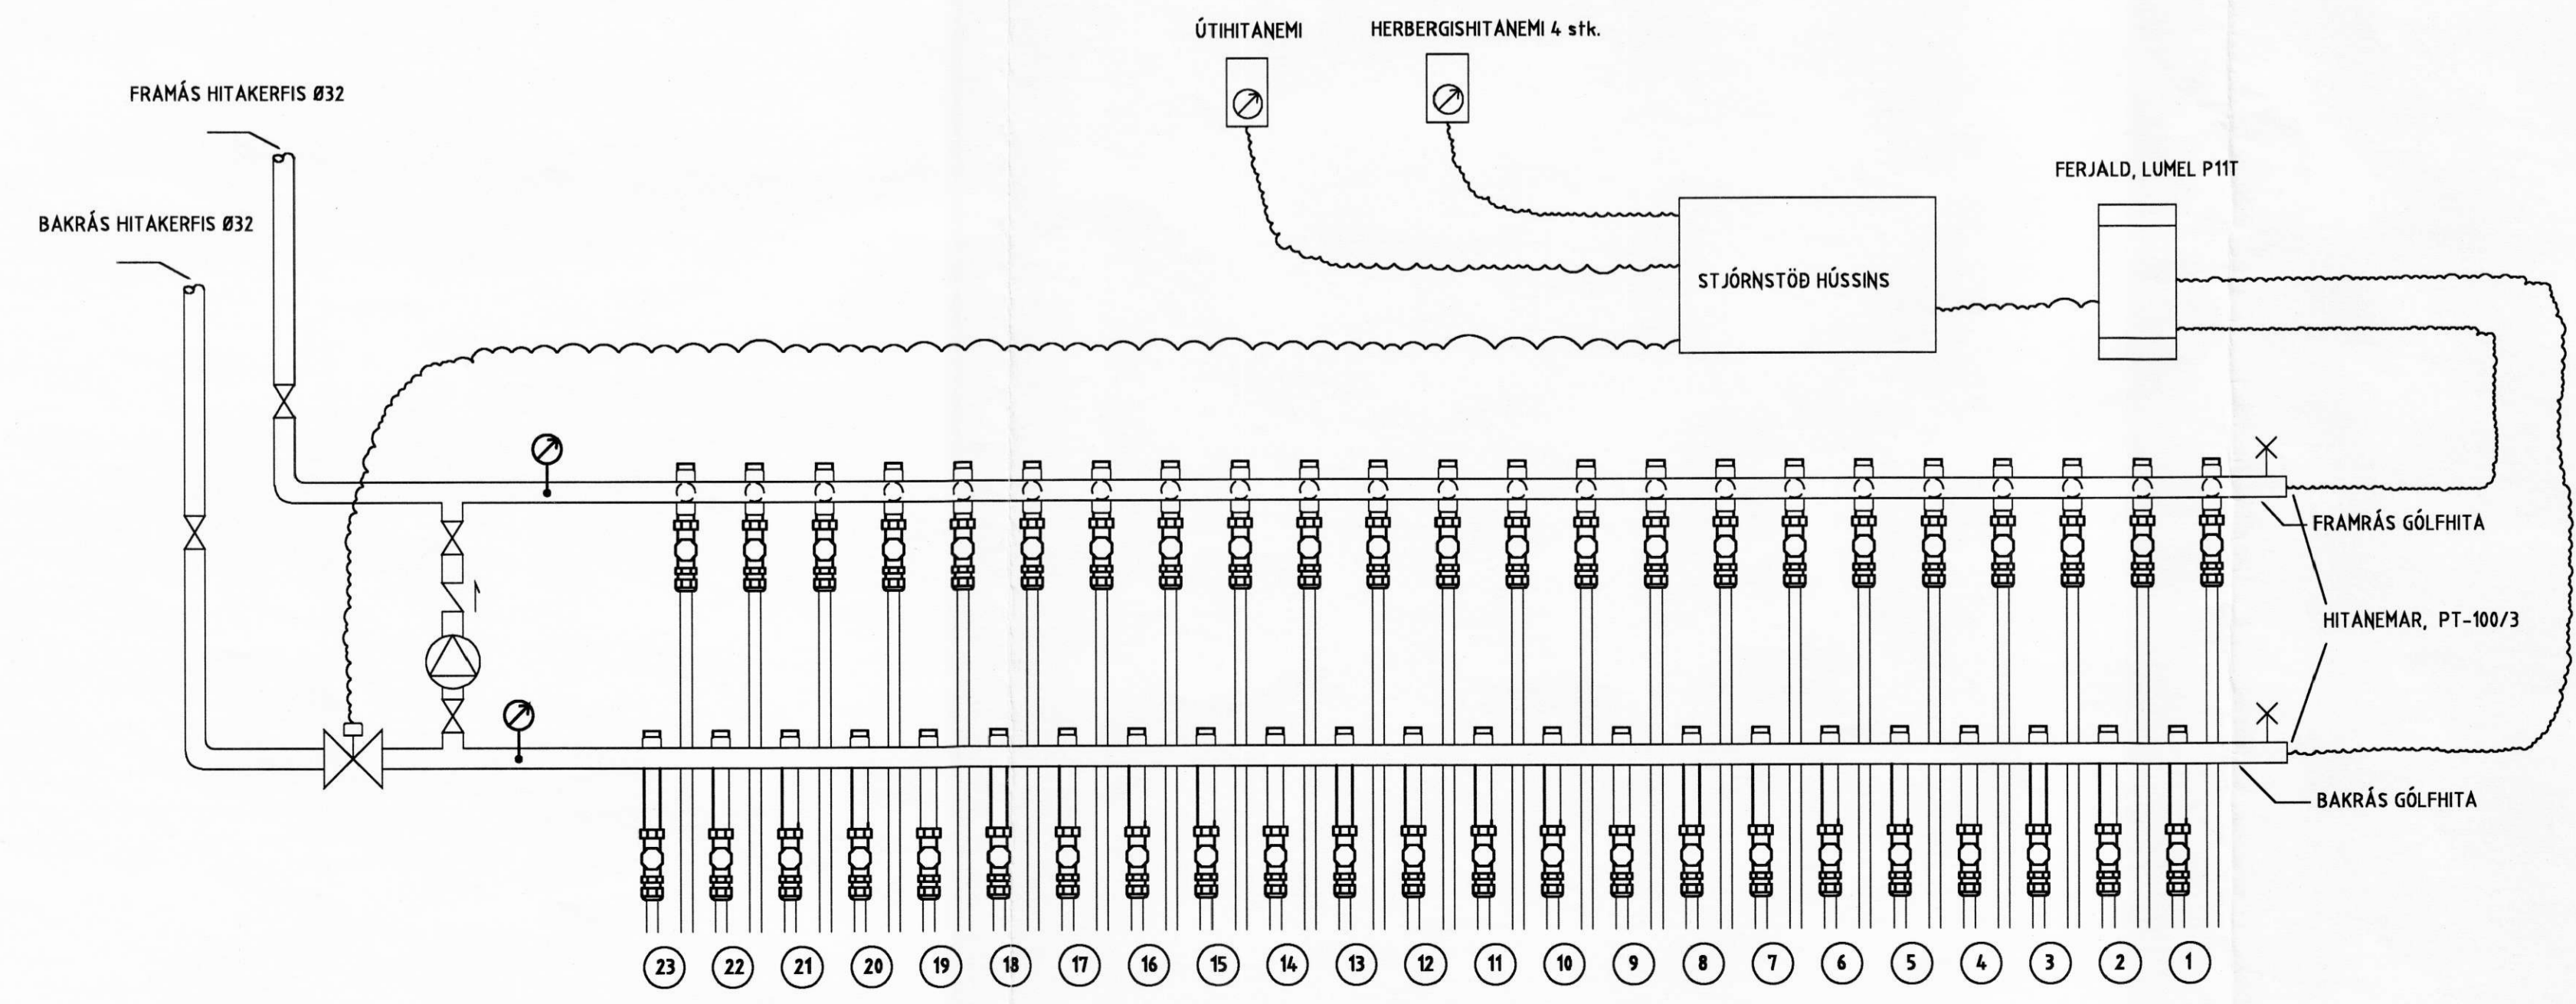 ÚTIHITANEMI
HERBERGISHITANEMI 4 stk.
FRAMÁS HITAKERFIS Ø32
FERJALD, LUMEL P11T
BAKRÁS HITAKERFIS Ø32
STJÓRNSTÖÐ HÚSSINS
FRAMRÁS GÓLFHITA
HITANEMAR, PT-100/3
BAKRÁS GÓLFHITA
23 22 21 20 19 18 17 16 15 14 13 12 11 10 9 8 7 6 5 4 3 2 1